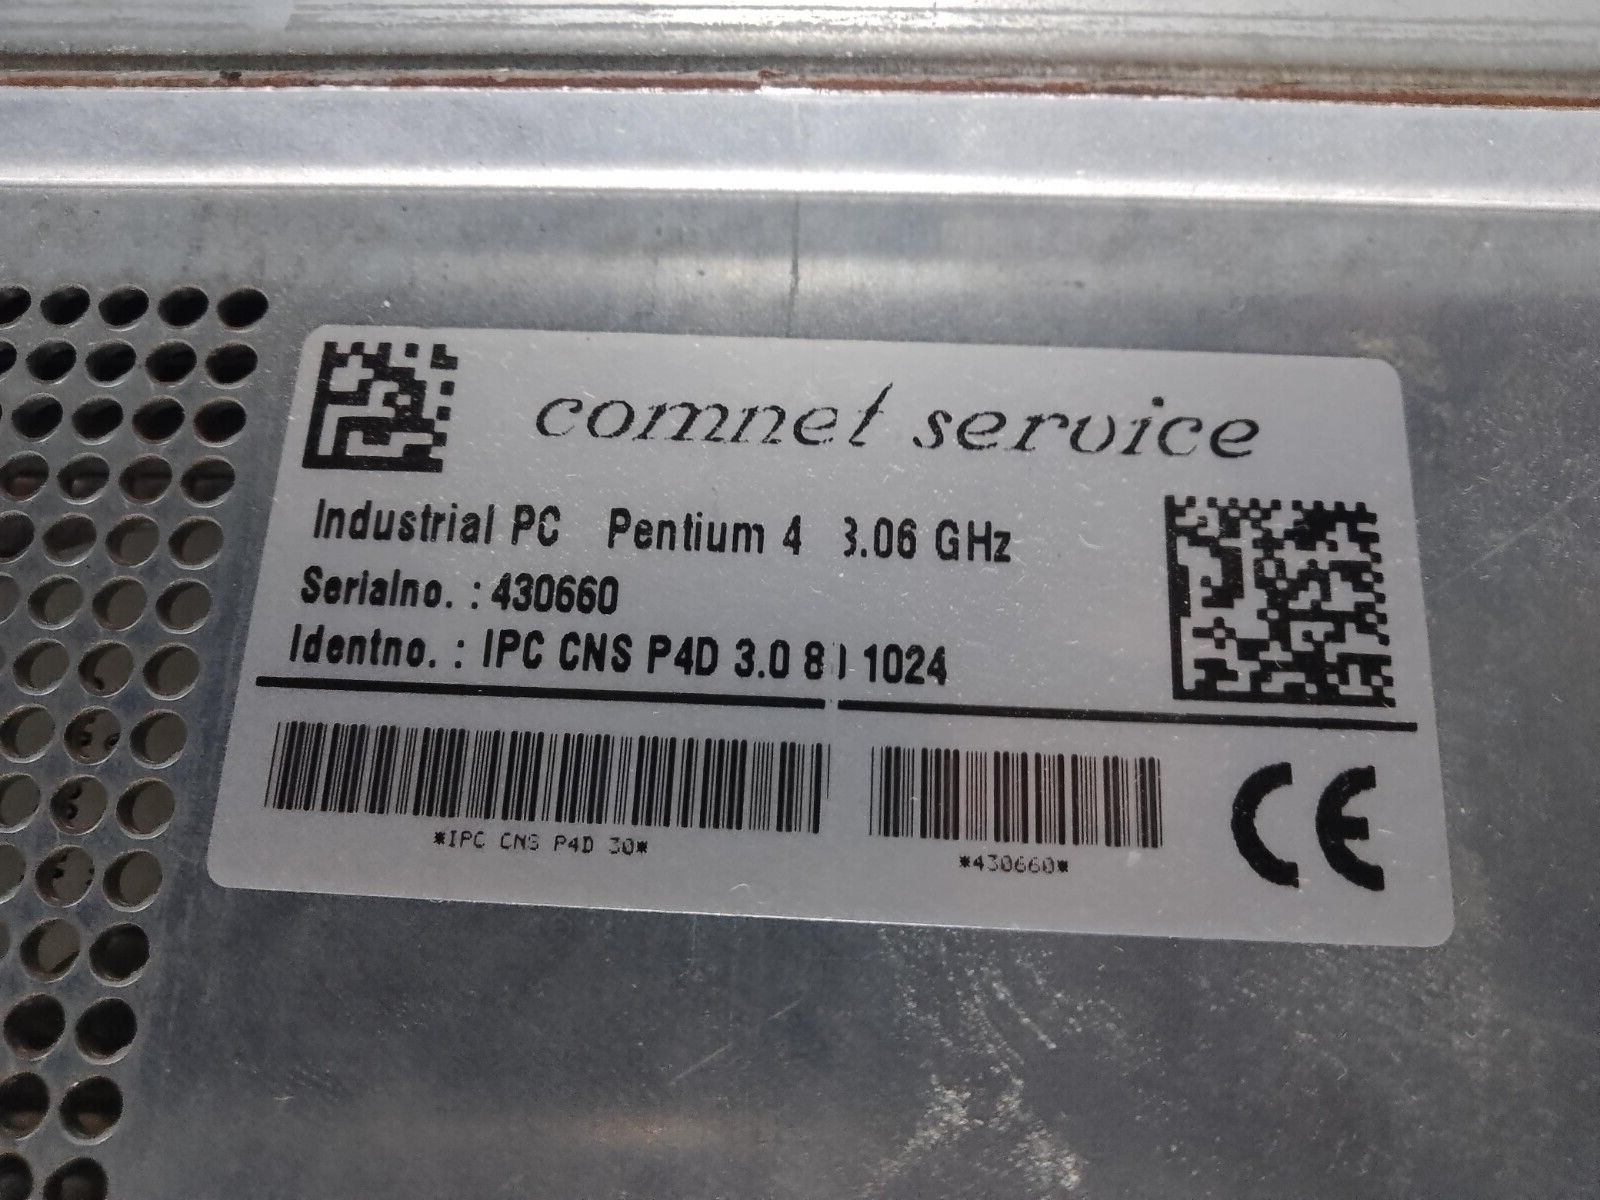 comnet service
Industrial PC Pentium 4 3.06 GHz
Serialno. : 430660
Identno. : IPC CNS P4D 3.0 80 1024
*IPC CNS P4D 30*
*430660*
CE